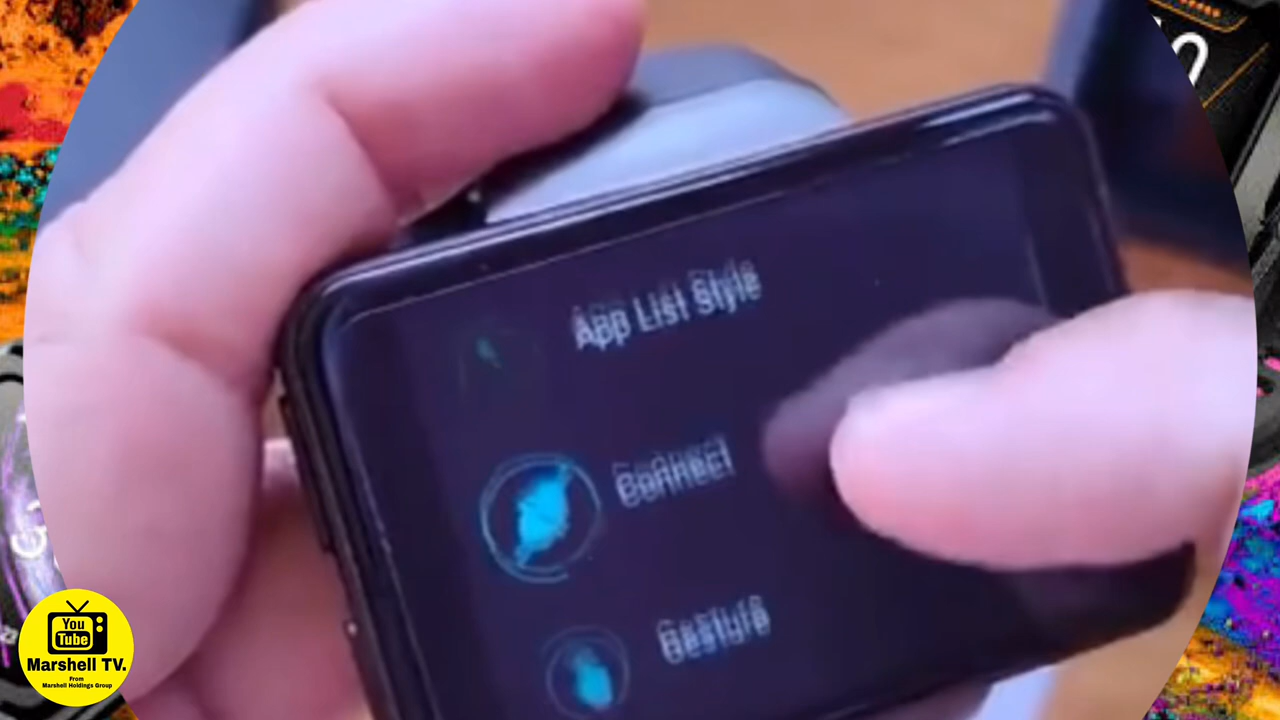 App List Style
Connect
Gesture
You
Tube
Marshell TV.
From
Marshell Holdings Group